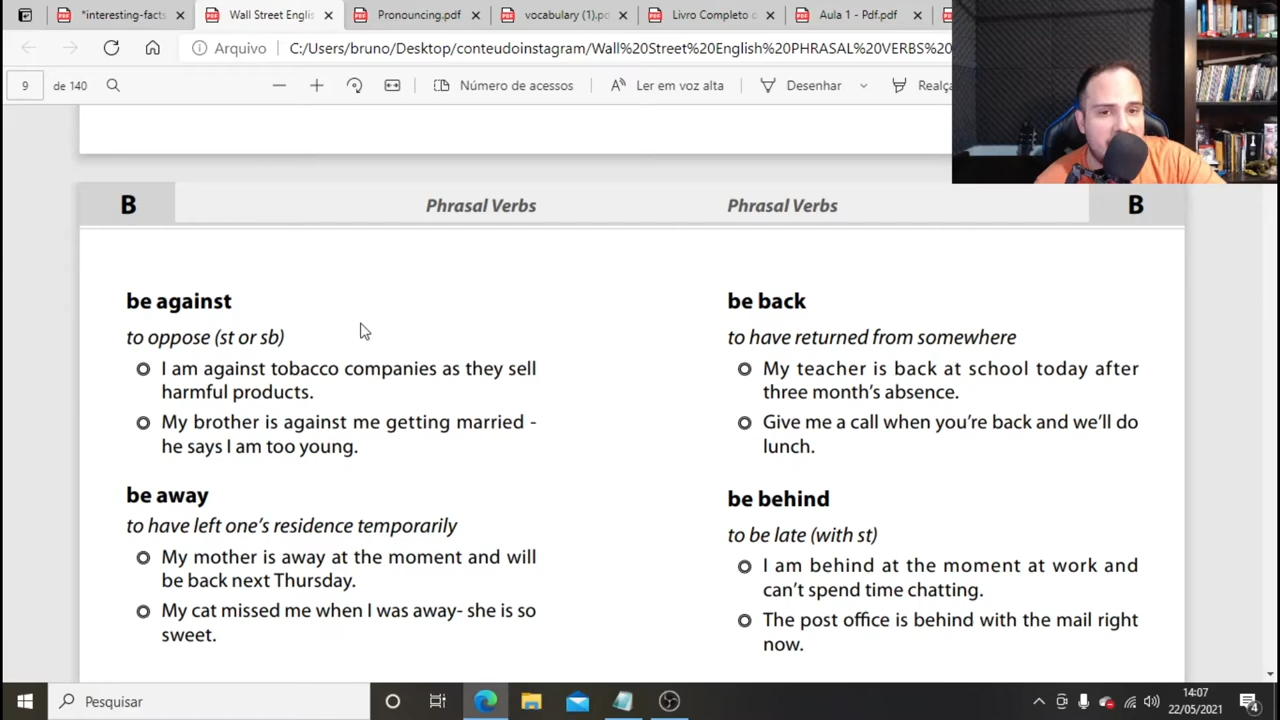 *interesting-facts
Wall Street Englis
Pronouncing.pdf
vocabulary (1).pd
Livro Completo d
Aula 1 - Pdf.pdf
Arquivo
C:/Users/bruno/Desktop/conteudoinstagram/Wall%20Street%20English%20PHRASAL%20VERBS%20
9 de 140
Número de acessos
Ler em voz alta
Desenhar
Realça
B
Phrasal Verbs
be against
to oppose (st or sb)
I am against tobacco companies as they sell
harmful products.
My brother is against me getting married -
he says I am too young.
be away
to have left one's residence temporarily
My mother is away at the moment and will
be back next Thursday.
My cat missed me when I was away- she is so
sweet.
Phrasal Verbs
B
be back
to have returned from somewhere
My teacher is back at school today after
three month's absence.
Give me a call when you're back and we'll do
lunch.
be behind
to be late (with st)
I am behind at the moment at work and
can't spend time chatting.
The post office is behind with the mail right
now.
Pesquisar
14:07
22/05/2021
4